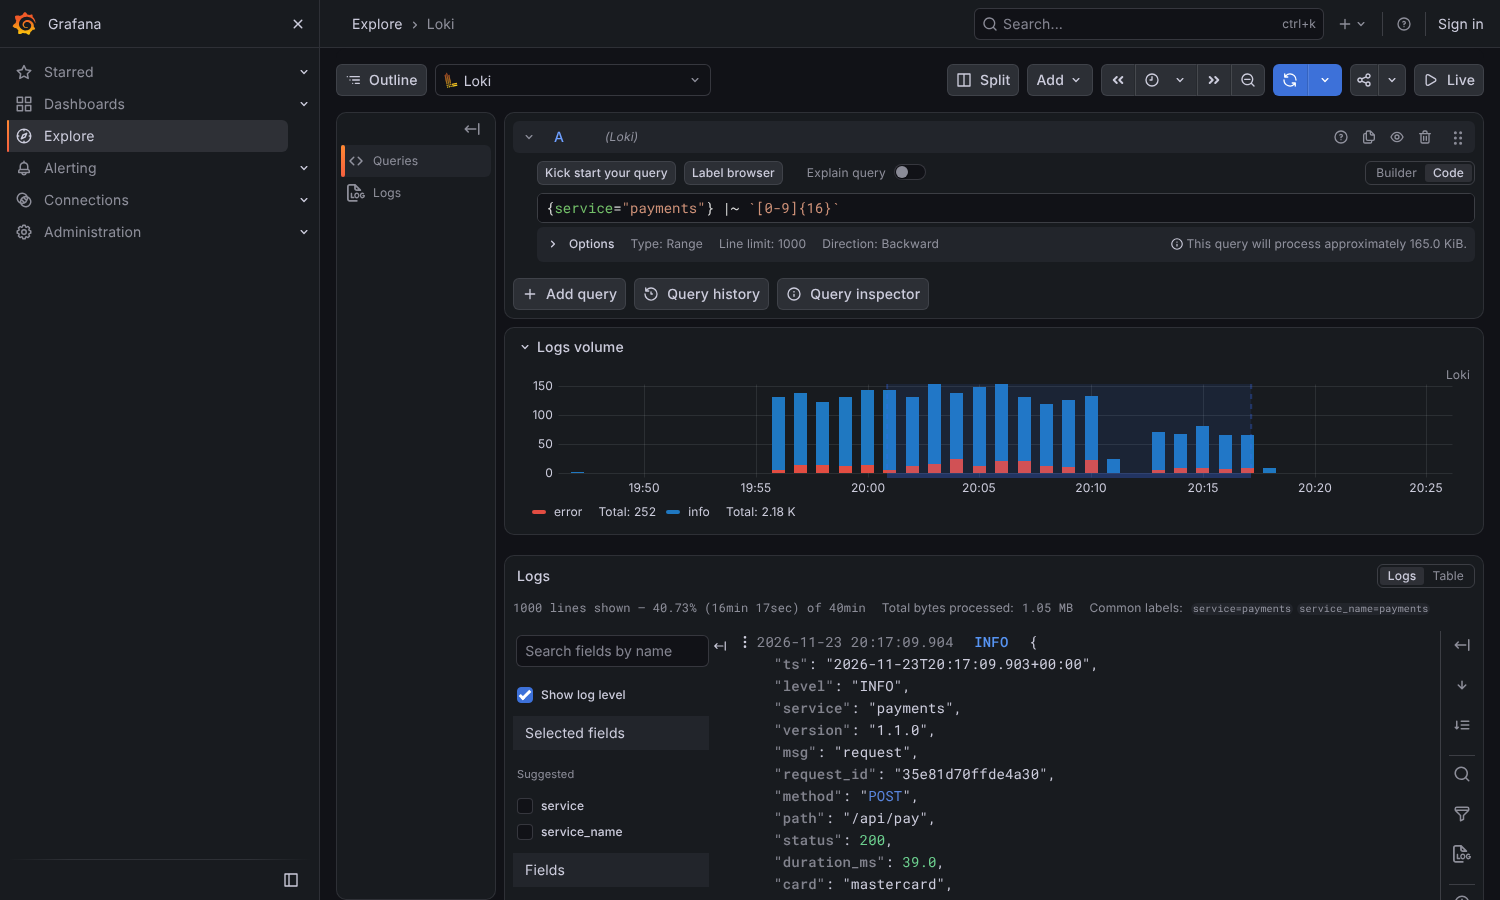 Grafana
Explore › Loki
Search...
ctrl+k
Sign in
Starred
Dashboards
Explore
Alerting
Connections
Administration
Outline
Loki
Split
Add
Live
Queries
Logs
A
(Loki)
Kick start your query
Label browser
Explain query
Builder
Code
{service="payments"} |~ `[0-9]{16}`
Options Type: Range Line limit: 1000 Direction: Backward
This query will process approximately 165.0 KiB.
Add query
Query history
Query inspector
Logs volume
Loki
150
100
50
0
19:50
19:55
20:00
20:05
20:10
20:15
20:20
20:25
error Total: 252 info Total: 2.18 K
Logs
Logs
Table
1000 lines shown — 40.73% (16min 17sec) of 40min Total bytes processed: 1.05 MB Common labels: service=payments service_name=payments
Search fields by name
Show log level
Selected fields
Suggested
service
service_name
Fields
2026-11-23 20:17:09.904 INFO {
"ts": "2026-11-23T20:17:09.903+00:00",
"level": "INFO",
"service": "payments",
"version": "1.1.0",
"msg": "request",
"request_id": "35e81d70ffde4a30",
"method": "POST",
"path": "/api/pay",
"status": 200,
"duration_ms": 39.0,
"card": "mastercard",
LOG